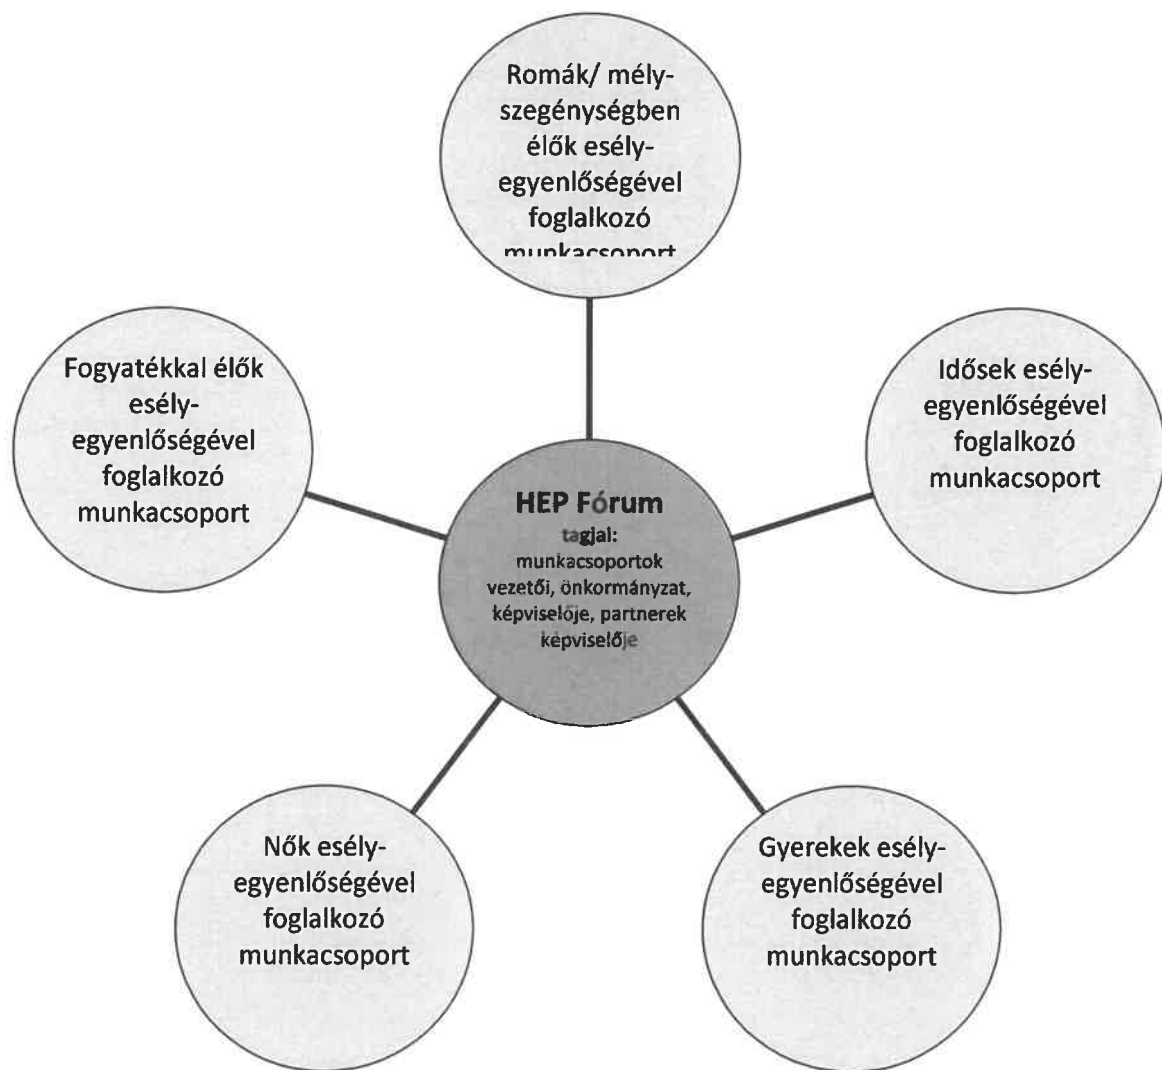 Romák/ mély-
szegénységben
élők esély-
egyenlőségével
foglalkozó
munkacsoport
Fogyatékkal élők
esély-
egyenlőségével
foglalkozó
munkacsoport
Idősek esély-
egyenlőségével
foglalkozó
munkacsoport
HEP Fórum
tagjai:
munkacsoportok
vezetői, önkormányzat,
képviselője, partnerek
képviselője
Nők esély-
egyenlőségével
foglalkozó
munkacsoport
Gyerekek esély-
egyenlőségével
foglalkozó
munkacsoport